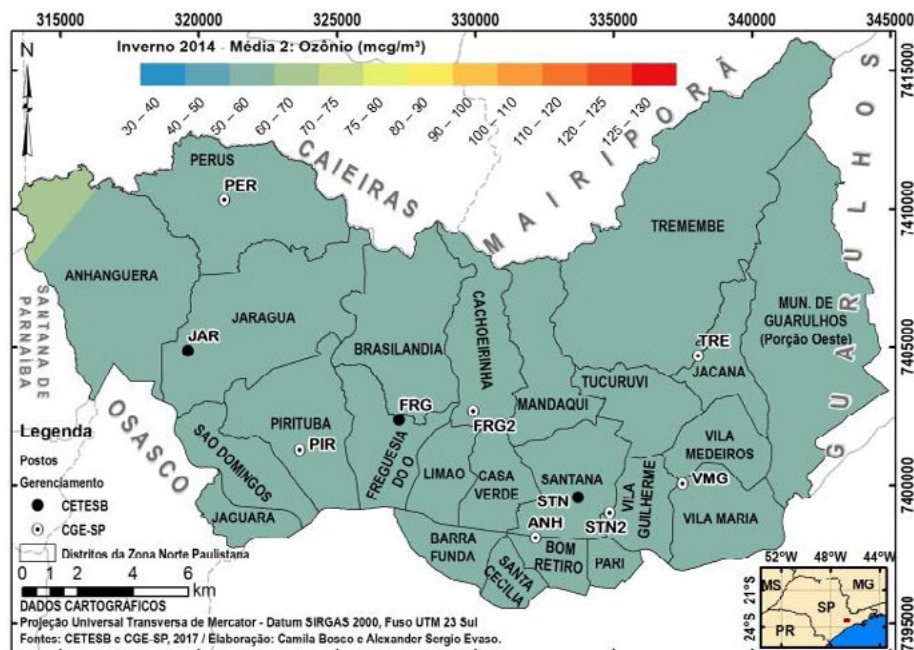 315000 320000 325000 330000 335000 340000 345000
Inverno 2014 - Média 2: Ozônio (mcg/m³)
N
30 – 40
40 – 50
50 – 60
60 – 70
70 – 75
75 – 80
80 – 90
90 – 100
100 – 110
110 – 120
120 – 125
125 – 130
7415000
7410000
7405000
7400000
7395000
CAIEIRAS
MAIRIPORÃ
GUARULHOS
PERUS
PER
TREMEMBE
ANHANGUERA
SANTANA DE
PARNAÍBA
MUN. DE
GUARULHOS
(Porção Oeste)
JARAGUA
JAR
BRASILANDIA
CACHOEIRINHA
TRE
JACANA
TUCURUVI
MANDAQUI
OSASCO
FRG
FRG2
PIRITUBA
PIR
SAO DOMINGOS
FREGUESIA
DO O
LIMAO
CASA
VERDE
SANTANA
STN
STN2
VILA
GUILHERME
VILA
MEDEIROS
VMG
VILA MARIA
JAGUARA
ANH
BARRA
FUNDA
SANTA
CECILIA
BOM
RETIRO
PARI
Legenda
Postos
Gerenciamento
CETESB
CGE-SP
Distritos da Zona Norte Paulistana
0 2 4 6
km
DADOS CARTOGRÁFICOS
Projeção Universal Transversa de Mercator - Datum SIRGAS 2000, Fuso UTM 23 Sul
Fontes: CETESB e CGE-SP, 2017 / Elaboração: Camila Bosco e Alexander Sergio Evaso.
52°W 48°W 44°W
MS
MG
SP
PR
21°S
24°S